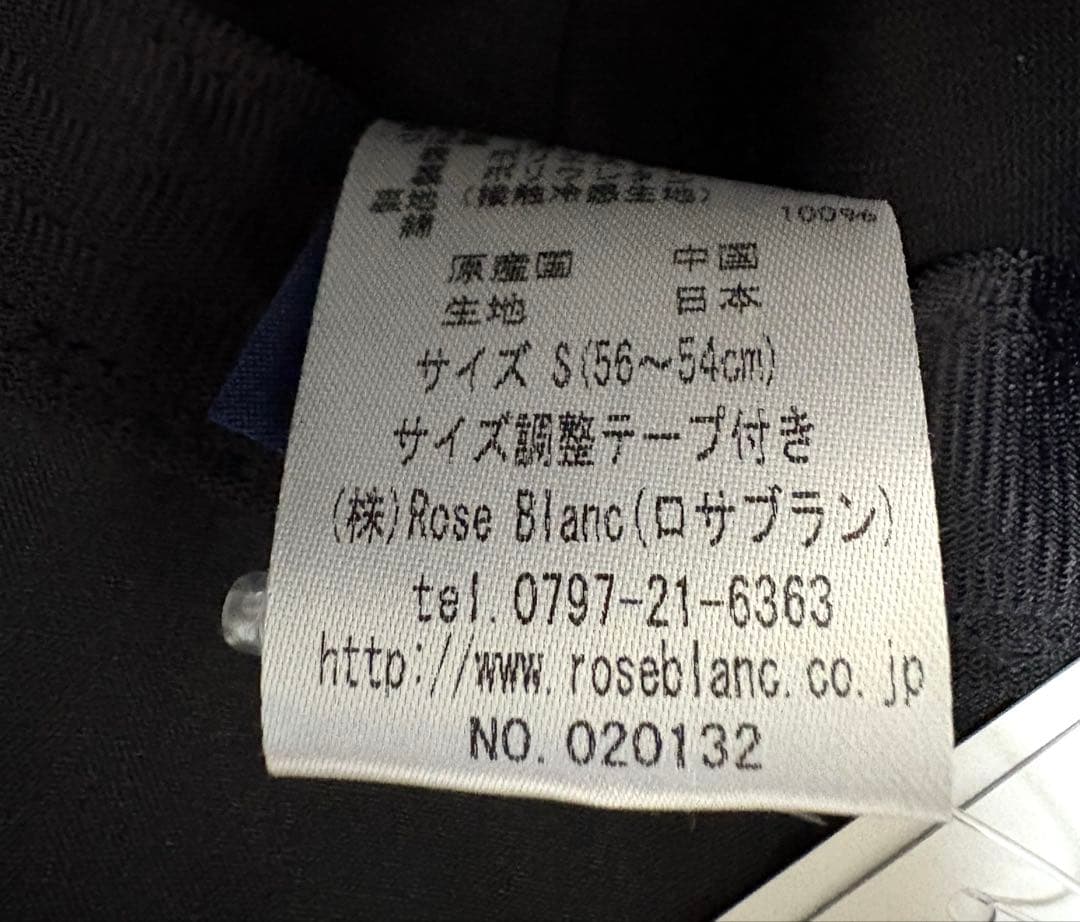 (接触冷感生地)
100%
原産国 中国
生地 日本
サイズ S(56～54cm)
サイズ調整テープ付き
(株)Rose Blanc(ロサブラン)
tel.0797-21-6363
http://www.roseblanc.co.jp
NO.020132